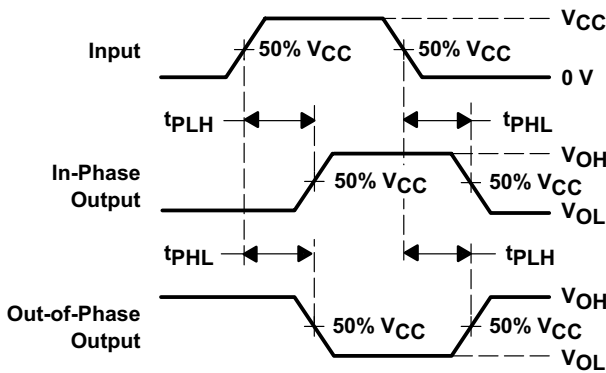 VCC
Input
50% VCC
50% VCC
0 V
tPLH
tPHL
VOH
In-Phase
Output
50% VCC
50% VCC
VOL
tPHL
tPLH
VOH
Out-of-Phase
Output
50% VCC
50% VCC
VOL